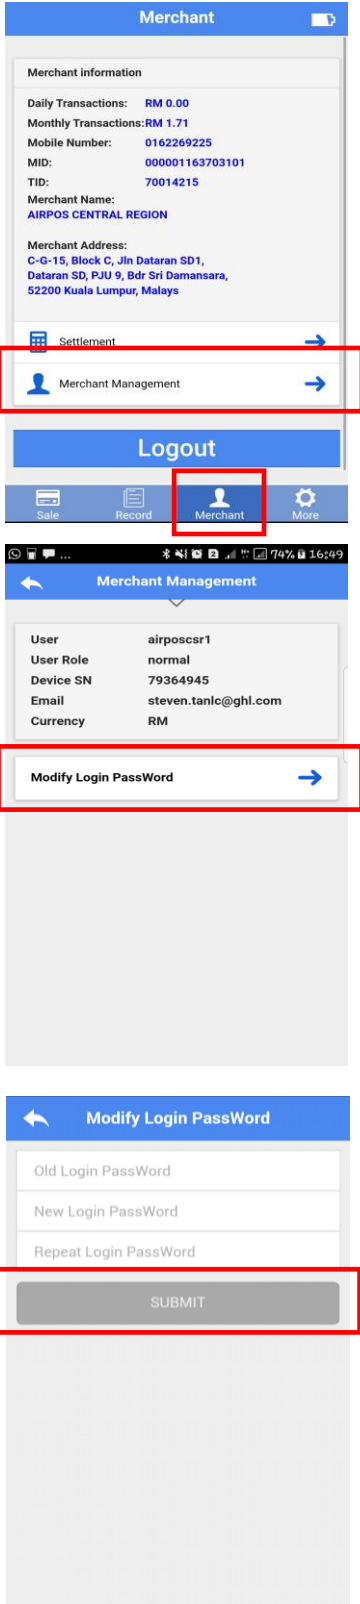 Merchant
Merchant information
Daily Transactions: RM 0.00
Monthly Transactions:RM 1.71
Mobile Number: 0162269225
MID: 000001163703101
TID: 70014215
Merchant Name:
AIRPOS CENTRAL REGION
Merchant Address:
C-G-15, Block C, Jln Dataran SD1,
Dataran SD, PJU 9, Bdr Sri Damansara,
52200 Kuala Lumpur, Malays
Settlement
Merchant Management
Logout
Sale Record Merchant More
... 2 74% 16:49
Merchant Management
User airposcsr1
User Role normal
Device SN 79364945
Email steven.tanlc@ghl.com
Currency RM
Modify Login PassWord
Modify Login PassWord
Old Login PassWord
New Login PassWord
Repeat Login PassWord
SUBMIT